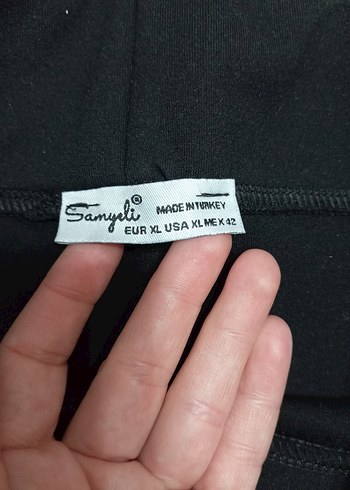 Samyeli® MADE IN TURKEY
EUR XL USA XL MEX 42